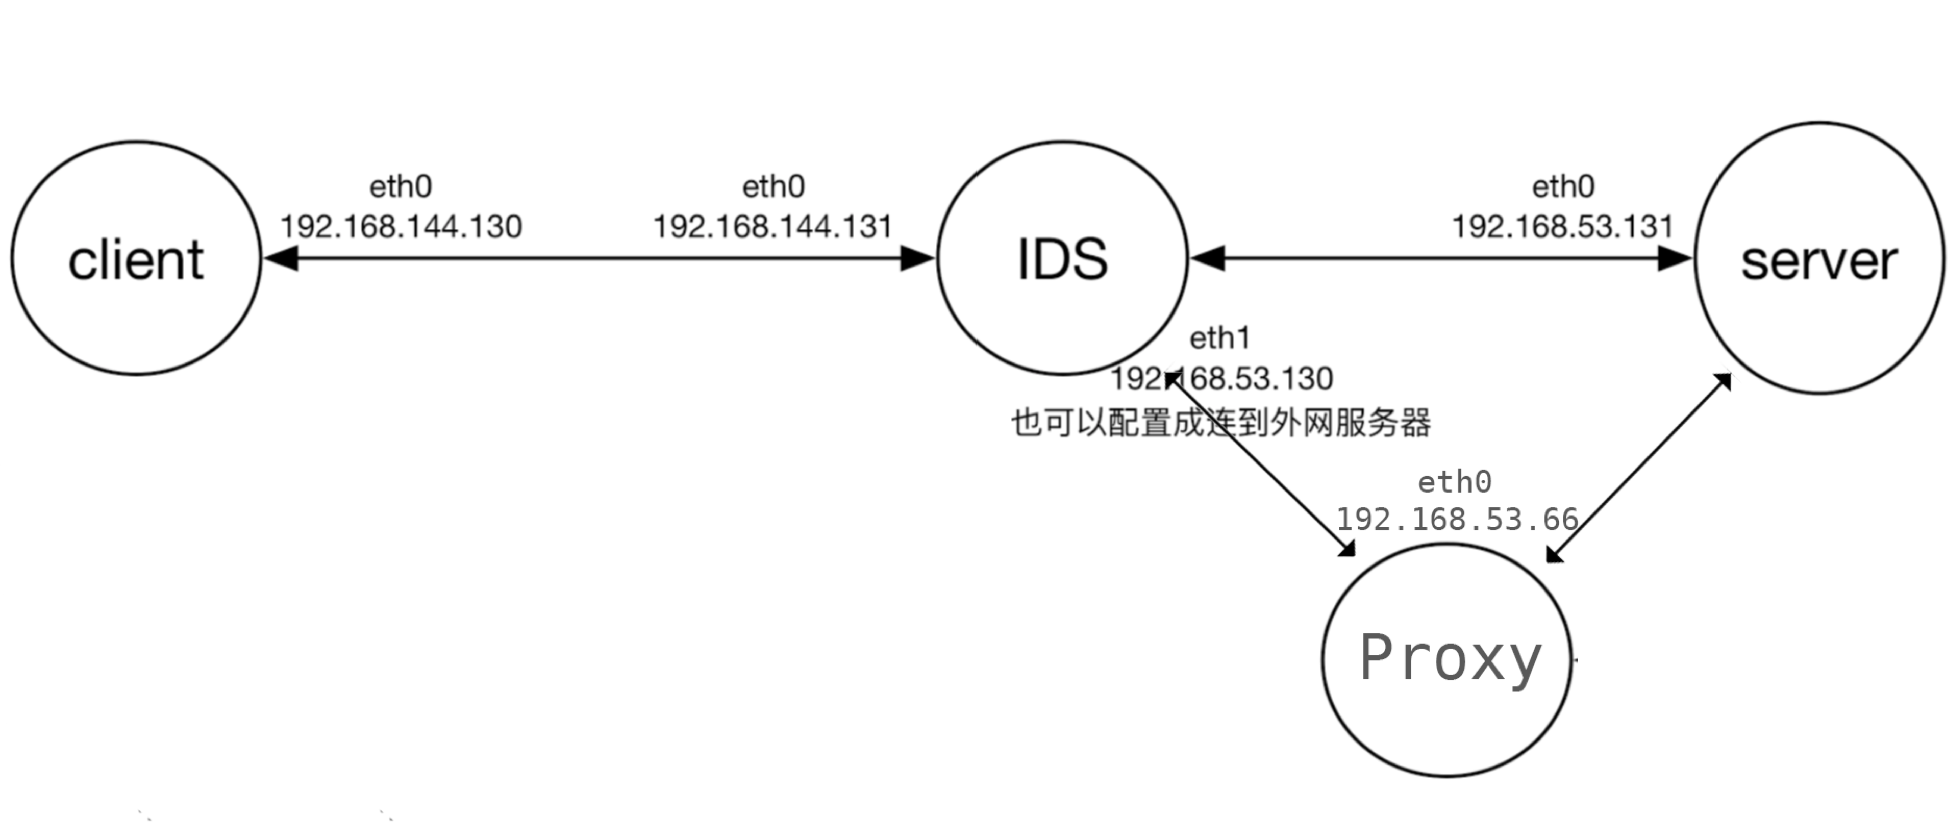 eth0
192.168.144.130
eth0
192.168.144.131
eth0
192.168.53.131
client
IDS
server
eth1
192.168.53.130
也可以配置成连到外网服务器
eth0
192.168.53.66
Proxy